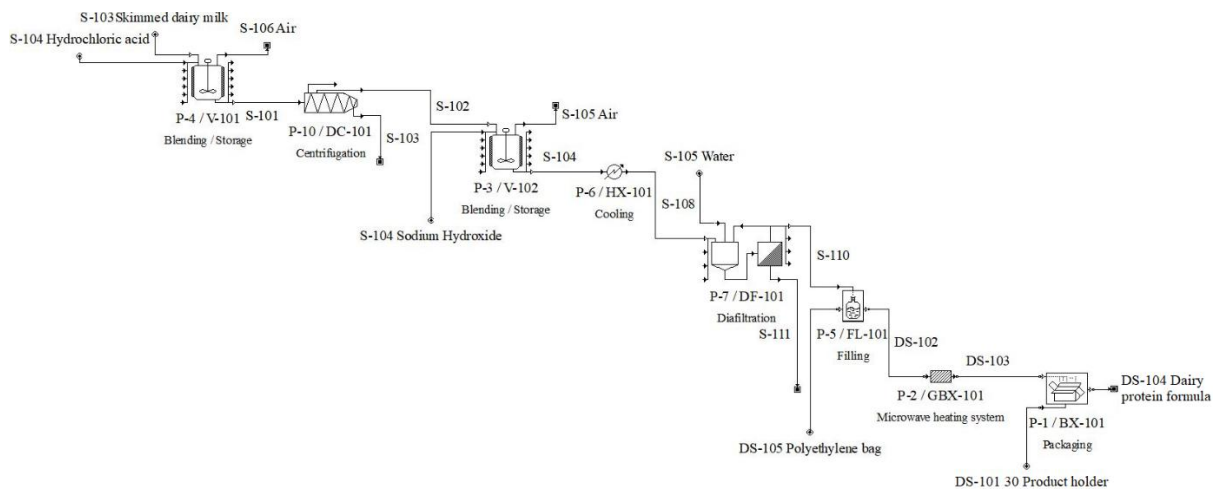 S-103 Skimmed dairy milk
S-104 Hydrochloric acid
S-106 Air
P-4 / V-101
Blending / Storage
S-101
P-10 / DC-101
Centrifugation
S-102
S-103
S-105 Air
S-104
P-3 / V-102
Blending / Storage
S-104 Sodium Hydroxide
P-6 / HX-101
Cooling
S-105 Water
S-108
P-7 / DF-101
Diafiltration
S-110
S-111
P-5 / FL-101
Filling
DS-102
DS-105 Polyethylene bag
DS-103
P-2 / GBX-101
Microwave heating system
DS-104 Dairy
protein formula
P-1 / BX-101
Packaging
DS-101 30 Product holder